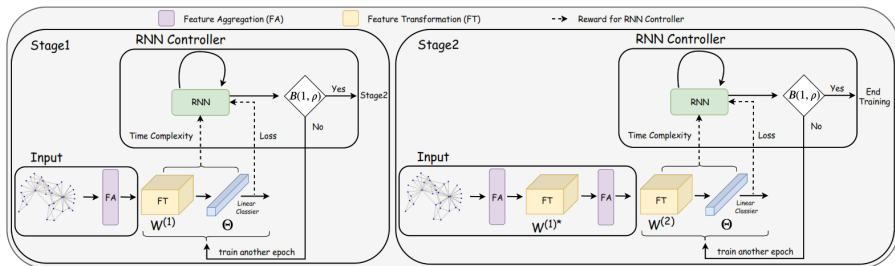 Feature Aggregation (FA)
Feature Transformation (FT)
Reward for RNN Controller
Stage1
RNN Controller
RNN
B(1, ρ)
Yes
Stage2
No
Time Complexity
Loss
Input
FA
FT
W(1)
Θ
Linear
Classier
train another epoch
Stage2
RNN Controller
RNN
B(1, ρ)
Yes
End
Training
No
Time Complexity
Loss
Input
FA
FT
W(1)*
FA
FT
W(2)
Θ
Linear
Classier
train another epoch